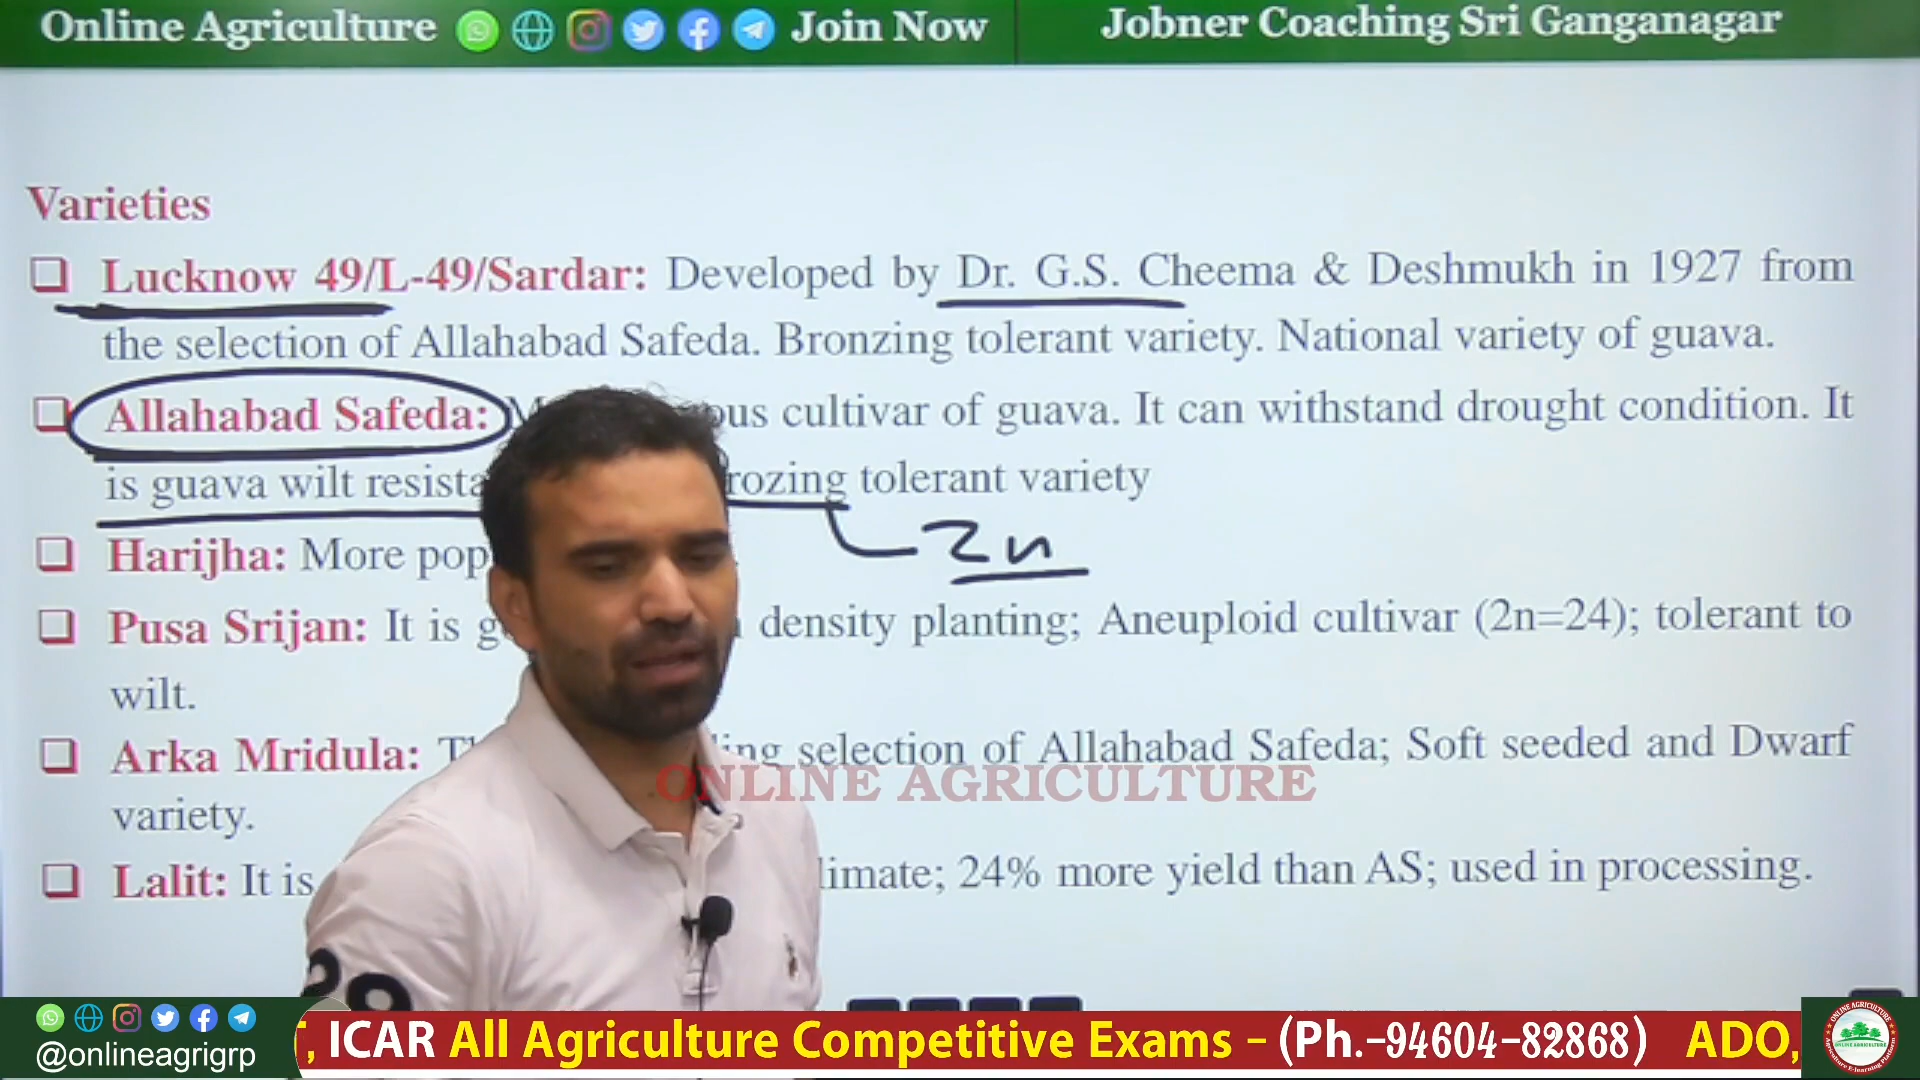 Online Agriculture Join Now
Jobner Coaching Sri Ganganagar
Varieties
Lucknow 49/L-49/Sardar: Developed by Dr. G.S. Cheema & Deshmukh in 1927 from
the selection of Allahabad Safeda. Bronzing tolerant variety. National variety of guava.
Allahabad Safeda: cultivar of guava. It can withstand drought condition. It
is guava wilt tolerant variety
2n
Harijha: More
Pusa Srijan: It is density planting; Aneuploid cultivar (2n=24); tolerant to
wilt.
Arka Mridula: selection of Allahabad Safeda; Soft seeded and Dwarf
variety.
ONLINE AGRICULTURE
Lalit: It is 24% more yield than AS; used in processing.
@onlineagrigrp
, ICAR All Agriculture Competitive Exams - (Ph.-94604-82868) ADO,